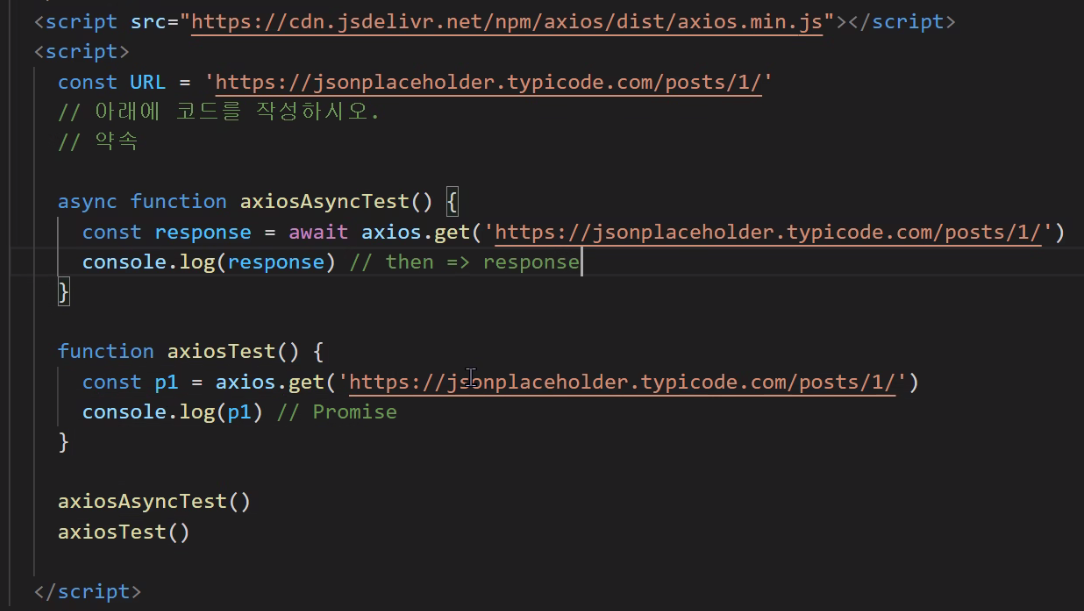 <script src="https://cdn.jsdelivr.net/npm/axios/dist/axios.min.js"></script>
<script>
const URL = 'https://jsonplaceholder.typicode.com/posts/1/'
// 아래에 코드를 작성하시오.
// 약속
async function axiosAsyncTest() {
const response = await axios.get('https://jsonplaceholder.typicode.com/posts/1/')
console.log(response) // then => response
}
function axiosTest() {
const p1 = axios.get('https://jsonplaceholder.typicode.com/posts/1/')
console.log(p1) // Promise
}
axiosAsyncTest()
axiosTest()
</script>